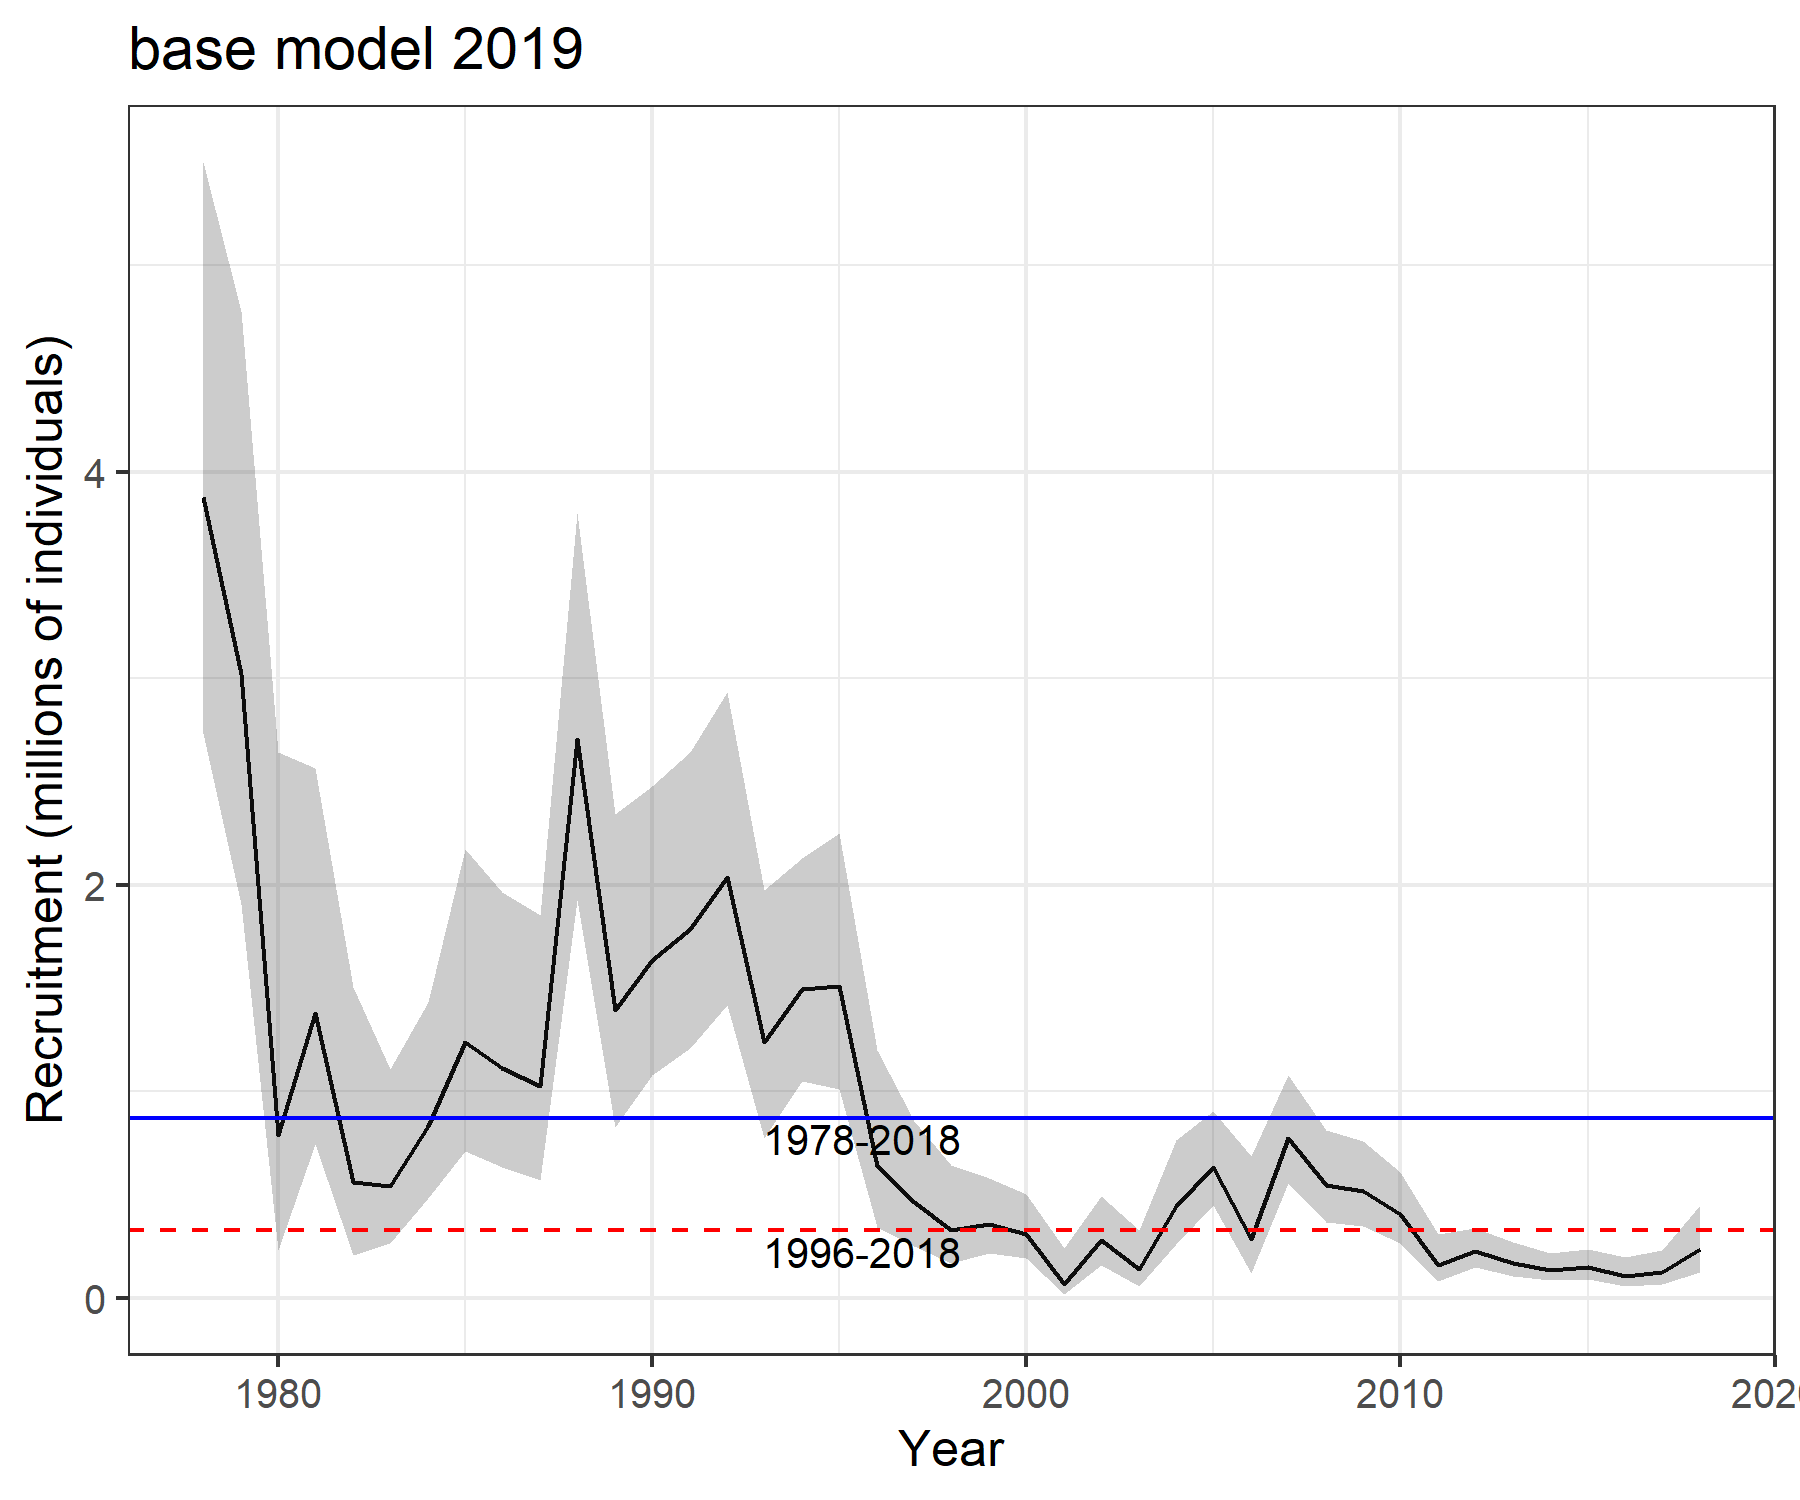 base model 2019
Recruitment (millions of individuals)
4
2
0
1978-2018
1996-2018
1980 1990 2000 2010 202
Year